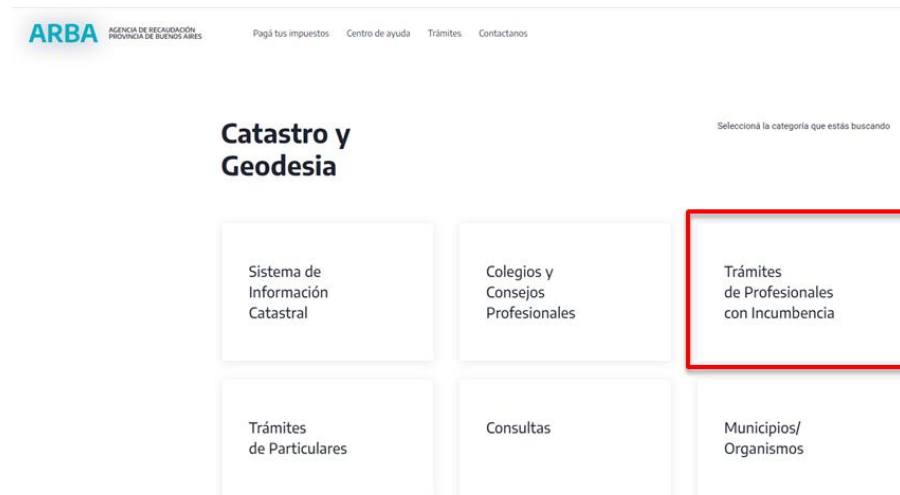 ARBA
AGENCIA DE RECAUDACIÓN
PROVINCIA DE BUENOS AIRES
Pagá tus impuestos
Centro de ayuda
Trámites
Contactanos
Catastro y
Geodesia
Seleccioná la categoría que estás buscando
Sistema de
Información
Catastral
Colegios y
Consejos
Profesionales
Trámites
de Profesionales
con Incumbencia
Trámites
de Particulares
Consultas
Municipios/
Organismos